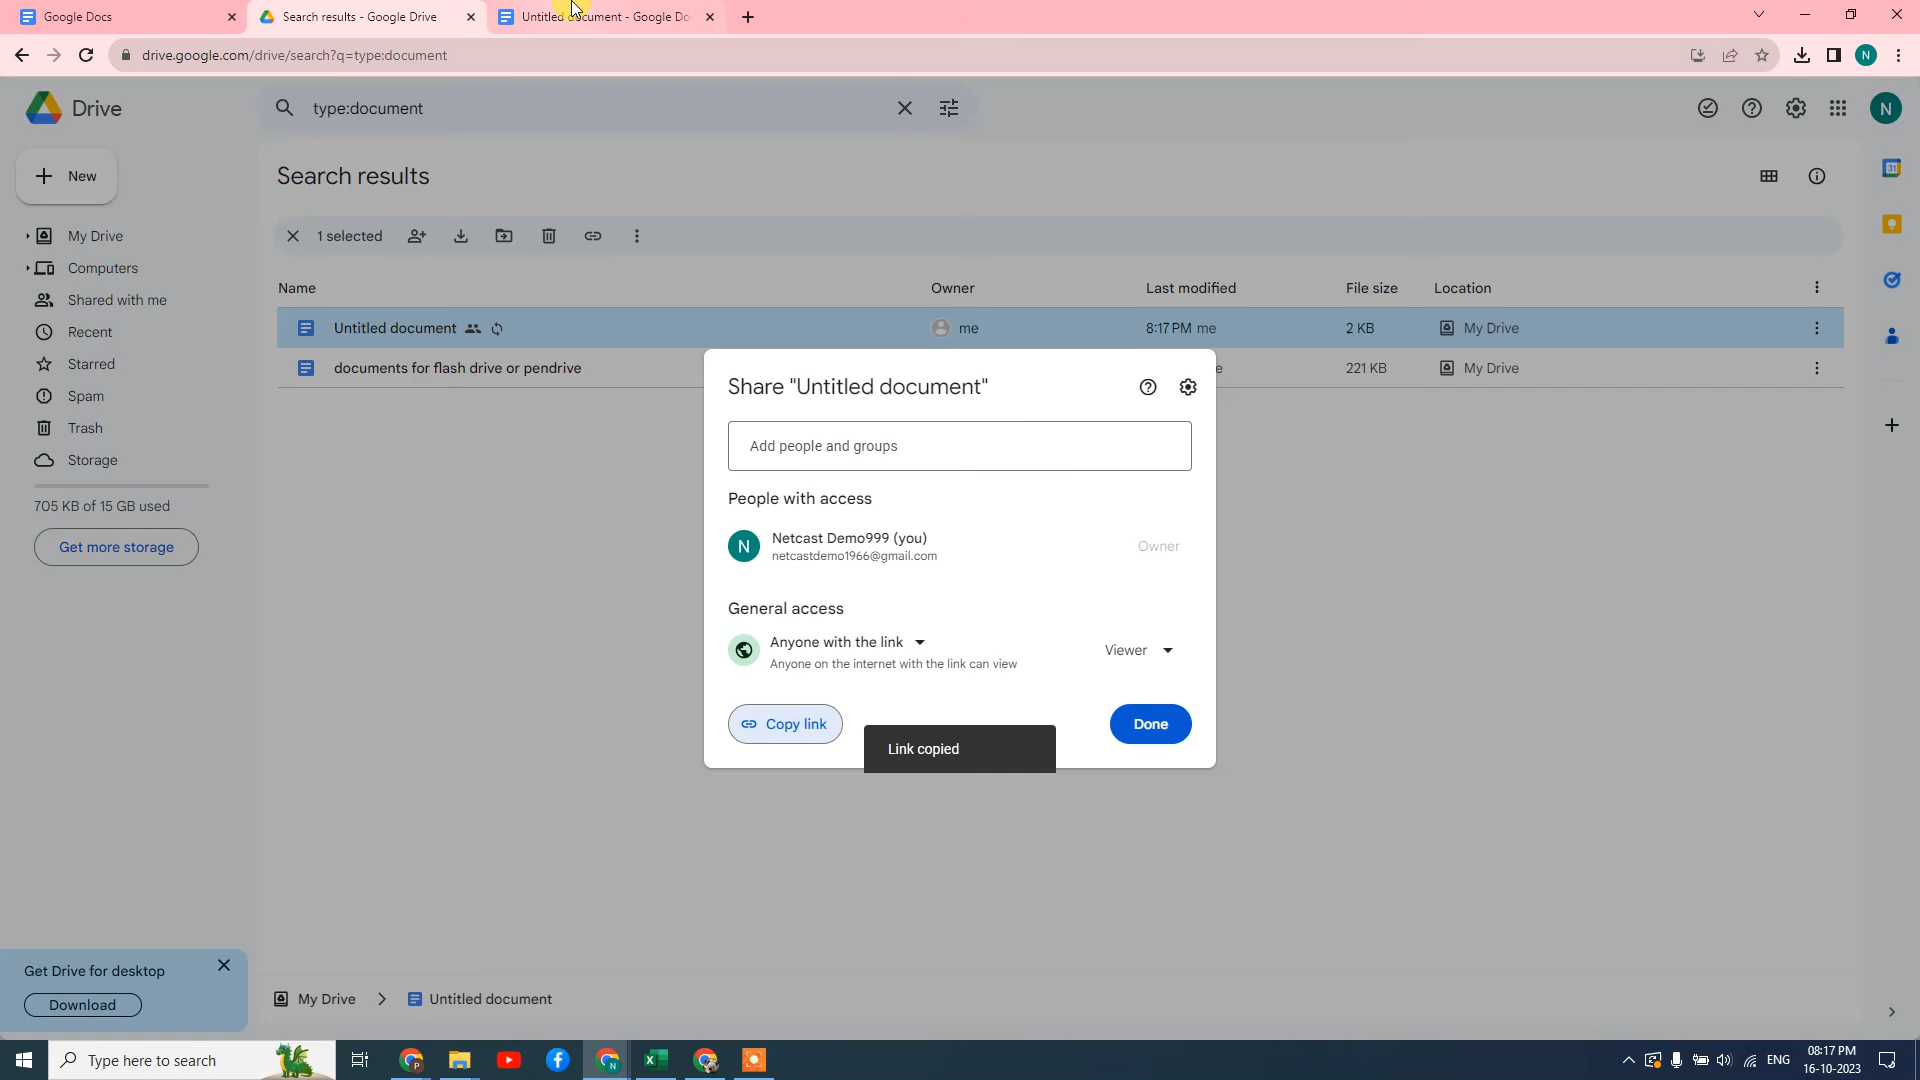 Google Docs
Search results - Google Drive
Untitled document - Google Do
drive.google.com/drive/search?q=type:document
N
Drive
type:document
N
New
Search results
31
1 selected
My Drive
Computers
Shared with me
Recent
Starred
Spam
Trash
Storage
705 KB of 15 GB used
Get more storage
Name
Owner
Last modified
File size
Location
Untitled document
me
8:17 PM me
2 KB
My Drive
documents for flash drive or pendrive
e
221 KB
My Drive
Share "Untitled document"
Add people and groups
People with access
N
Netcast Demo999 (you)
netcastdemo1966@gmail.com
Owner
General access
Anyone with the link
Anyone on the internet with the link can view
Viewer
Copy link
Done
Link copied
Get Drive for desktop
Download
My Drive
Untitled document
Type here to search
P
N
ENG
08:17 PM
16-10-2023